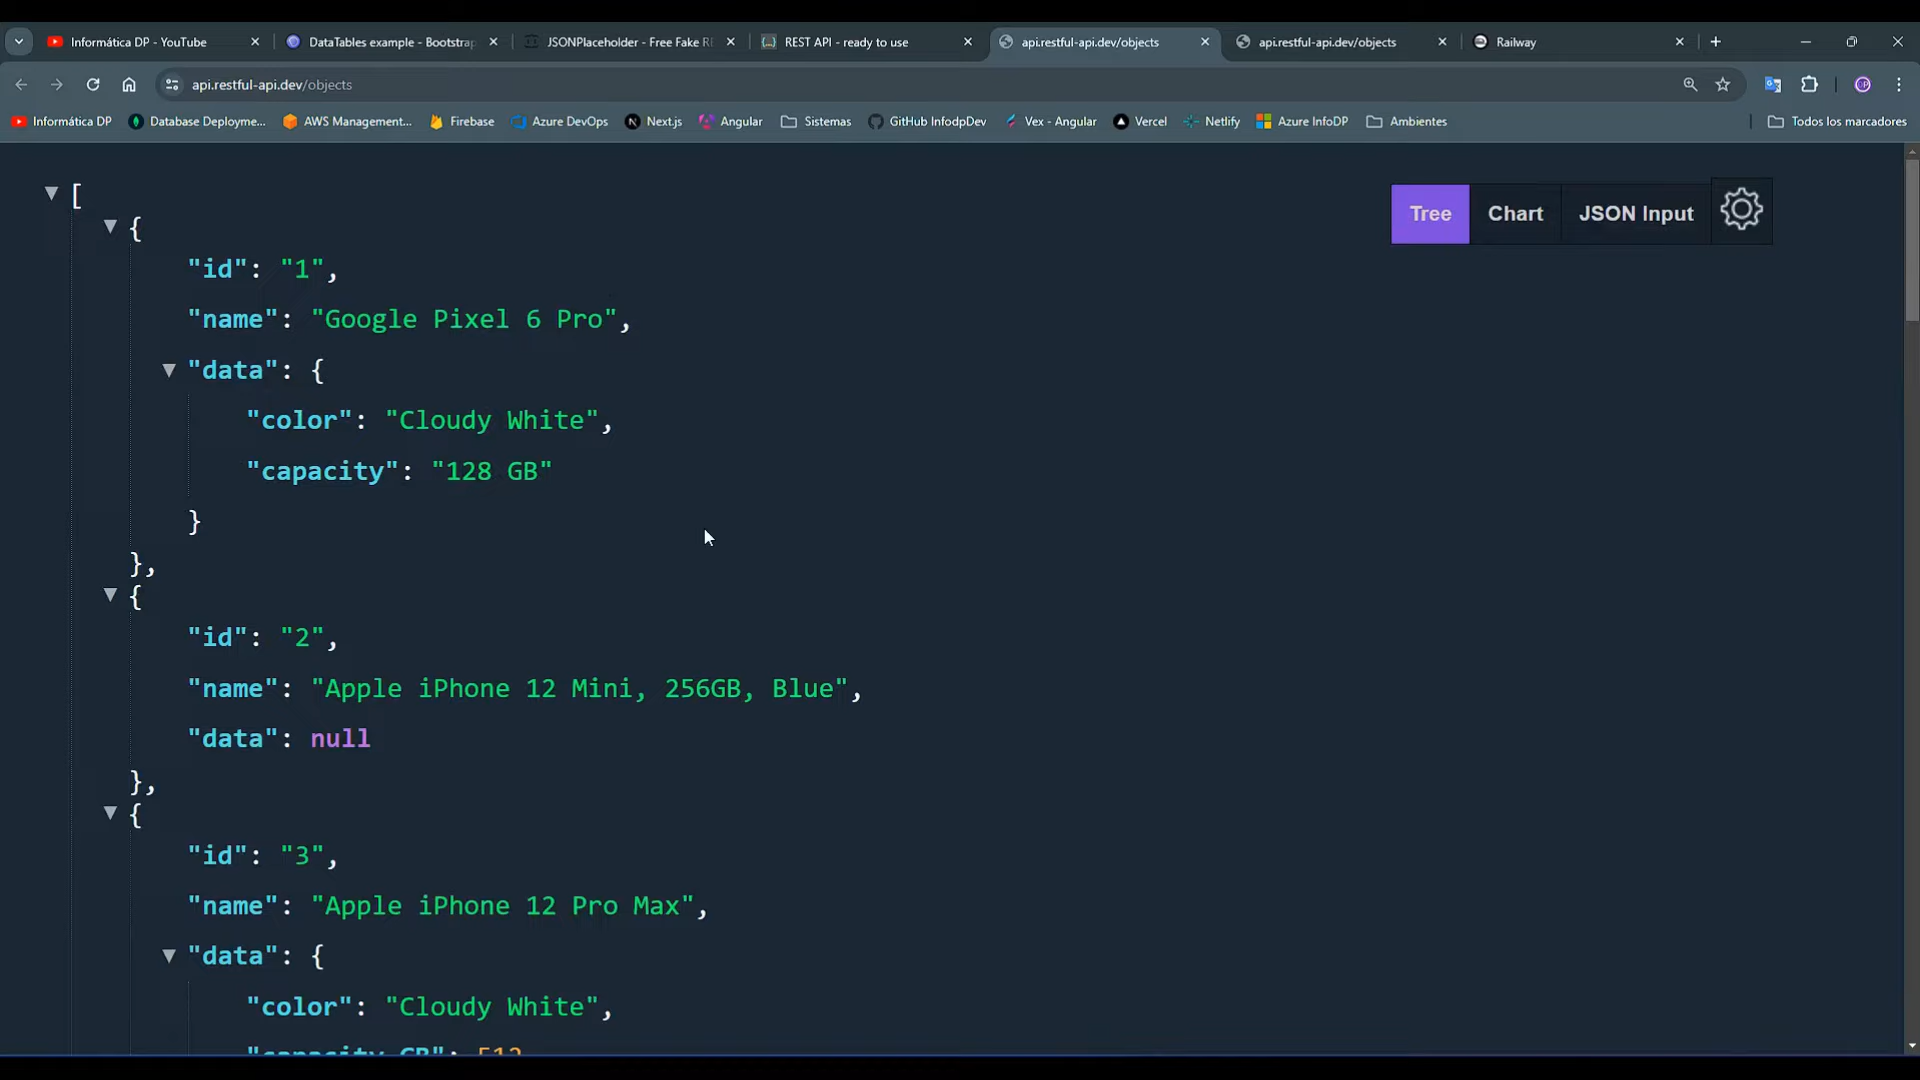 Informática DP - YouTube
DataTables example - Bootstrap
JSONPlaceholder - Free Fake RE
REST API - ready to use
api.restful-api.dev/objects
api.restful-api.dev/objects
Railway
api.restful-api.dev/objects
Informática DP
Database Deployme...
AWS Management...
Firebase
Azure DevOps
Next.js
Angular
Sistemas
GitHub InfodpDev
Vex - Angular
Vercel
Netlify
Azure InfoDP
Ambientes
Todos los marcadores
Tree
Chart
JSON Input
[
{
"id": "1",
"name": "Google Pixel 6 Pro",
"data": {
"color": "Cloudy White",
"capacity": "128 GB"
}
},
{
"id": "2",
"name": "Apple iPhone 12 Mini, 256GB, Blue",
"data": null
},
{
"id": "3",
"name": "Apple iPhone 12 Pro Max",
"data": {
"color": "Cloudy White",
"capacity GB": 512